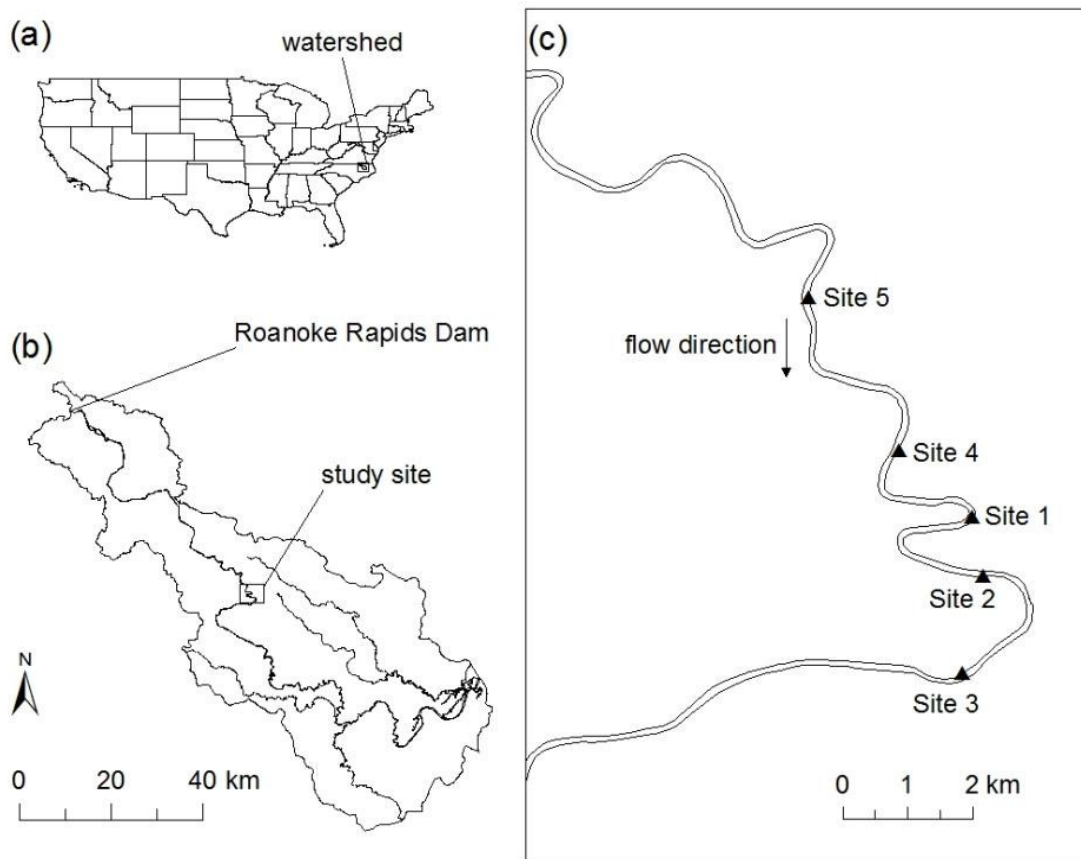 (a)
watershed
(b)
Roanoke Rapids Dam
study site
N
0 20 40 km
(c)
Site 5
flow direction
Site 4
Site 1
Site 2
Site 3
0 1 2 km